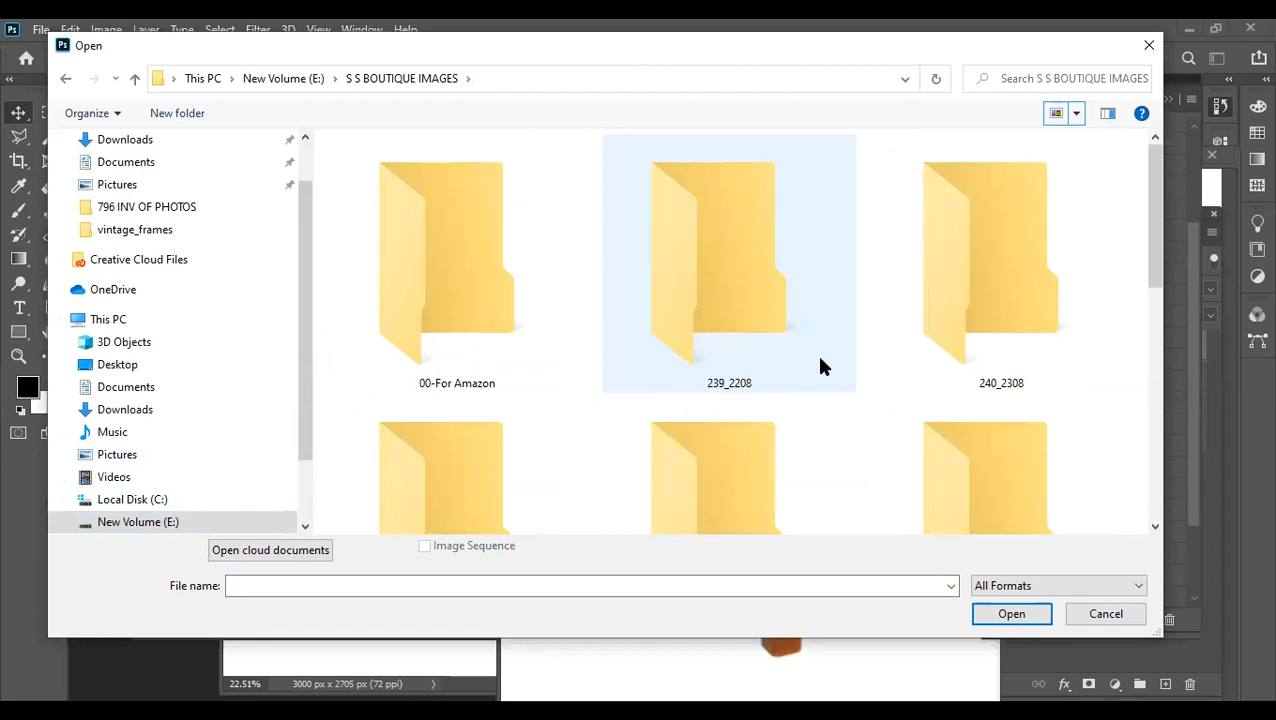 Ps File Edit Image Layer Type Select Filter 3D View Window Help
Ps Open
This PC > New Volume (E:) > S S BOUTIQUE IMAGES >
Search S S BOUTIQUE IMAGES
Organize
New folder
Downloads
Documents
Pictures
796 INV OF PHOTOS
vintage_frames
Creative Cloud Files
OneDrive
This PC
3D Objects
Desktop
Documents
Downloads
Music
Pictures
Videos
Local Disk (C:)
New Volume (E:)
00-For Amazon
239_2208
240_2308
Open cloud documents
Image Sequence
File name:
All Formats
Open
Cancel
22.51%
3000 px x 2705 px (72 ppi)
fx